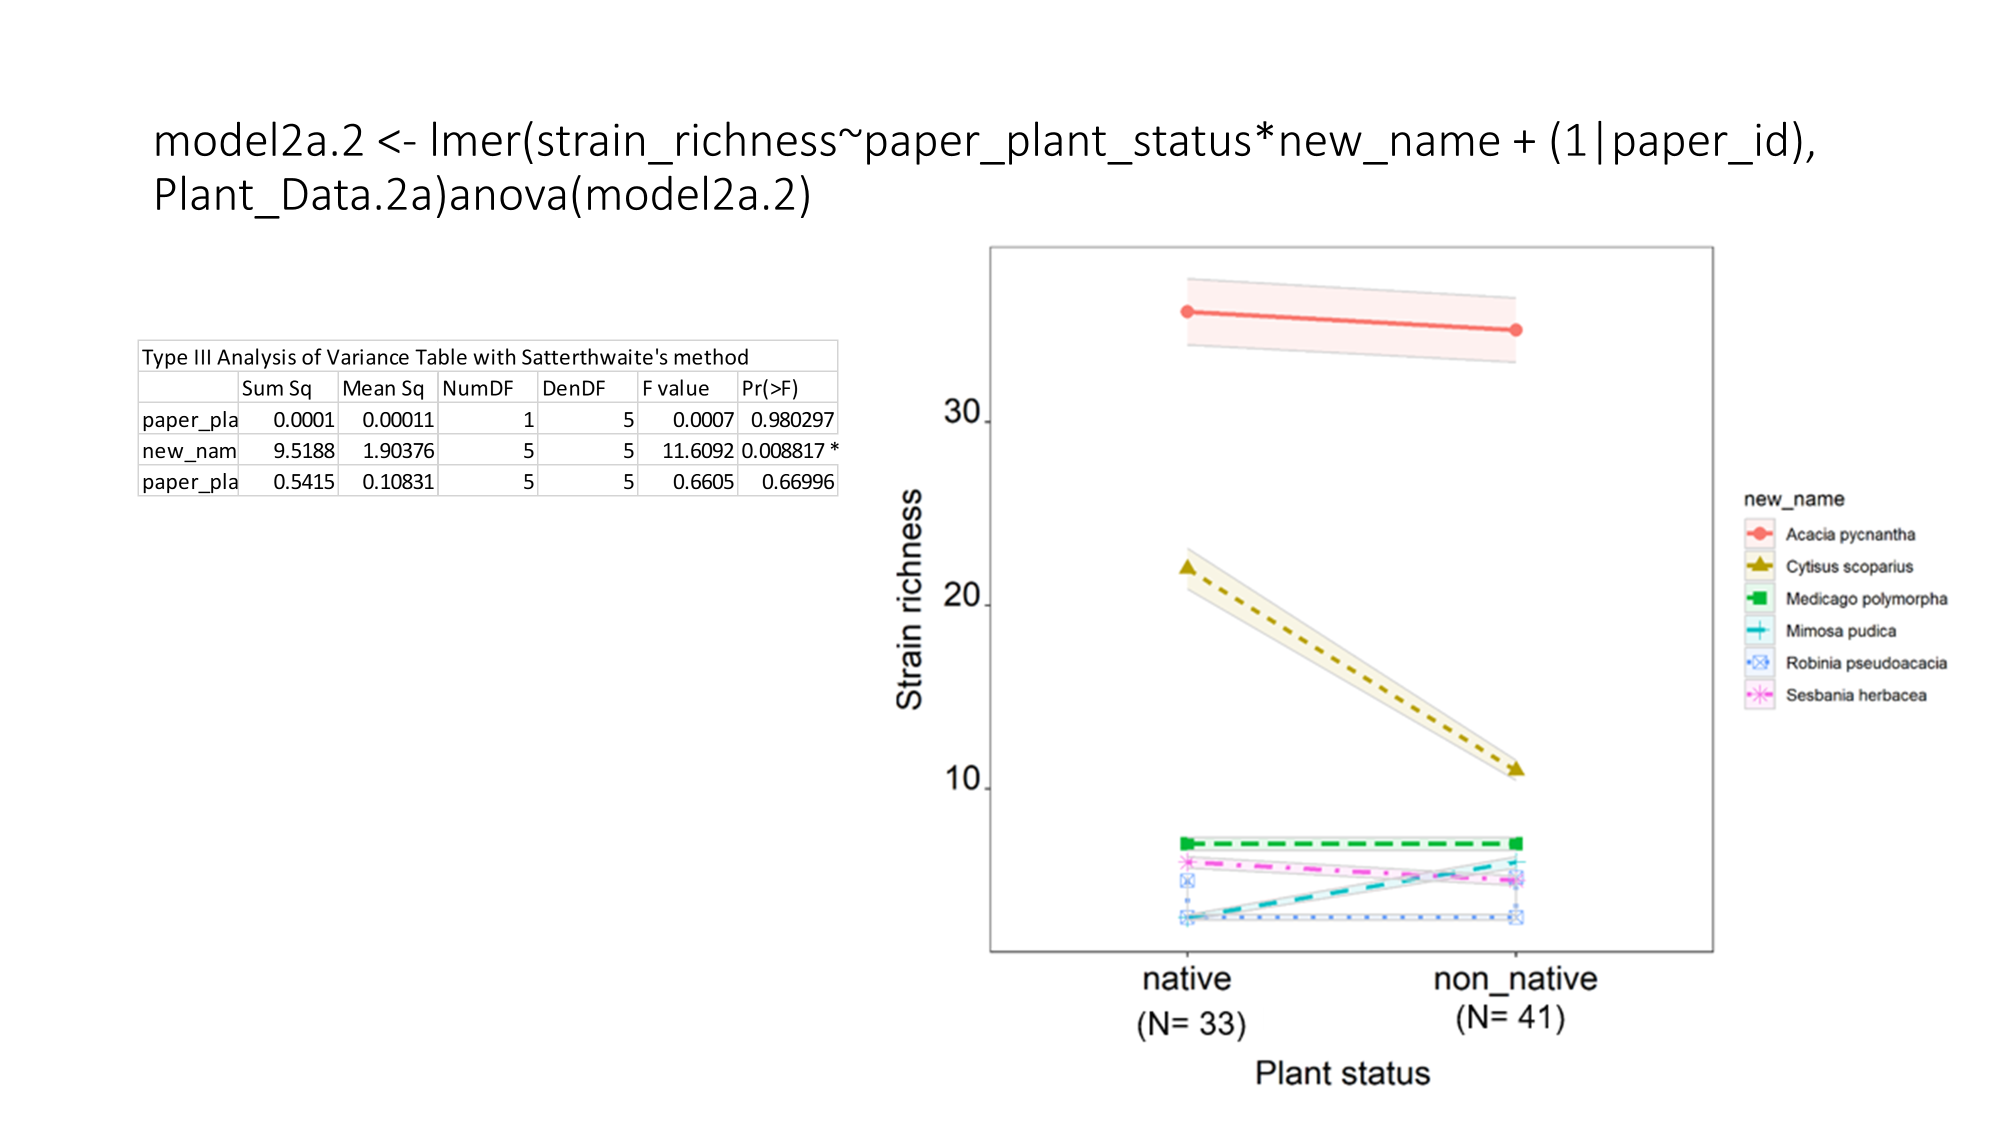 model2a.2 <- lmer(strain_richness~paper_plant_status*new_name + (1|paper_id),
Plant_Data.2a)anova(model2a.2)
Type III Analysis of Variance Table with Satterthwaite's method
Sum Sq Mean Sq NumDF DenDF F value Pr(>F)
paper_pla 0.0001 0.00011 1 5 0.0007 0.980297
new_nam 9.5188 1.90376 5 5 11.6092 0.008817 *
paper_pla 0.5415 0.10831 5 5 0.6605 0.66996
Strain richness
30
20
10
native
(N= 33)
non_native
(N= 41)
Plant status
new_name
Acacia pycnantha
Cytisus scoparius
Medicago polymorpha
Mimosa pudica
Robinia pseudoacacia
Sesbania herbacea